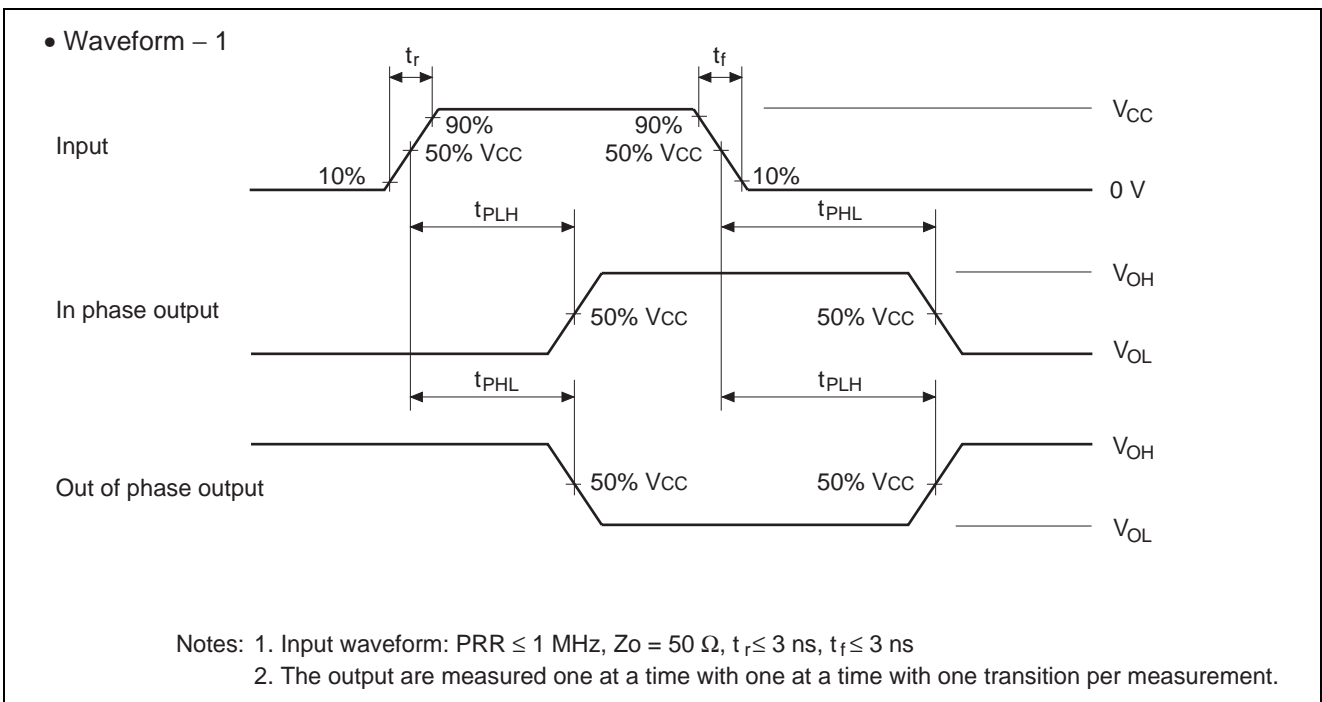 • Waveform – 1
tr
tf
Input
90%
90%
VCC
50% VCC
50% VCC
10%
10%
0 V
tPLH
tPHL
VOH
In phase output
50% VCC
50% VCC
VOL
tPHL
tPLH
VOH
Out of phase output
50% VCC
50% VCC
VOL
Notes: 1. Input waveform: PRR ≤ 1 MHz, Zo = 50 Ω, tr ≤ 3 ns, tf ≤ 3 ns
2. The output are measured one at a time with one at a time with one transition per measurement.